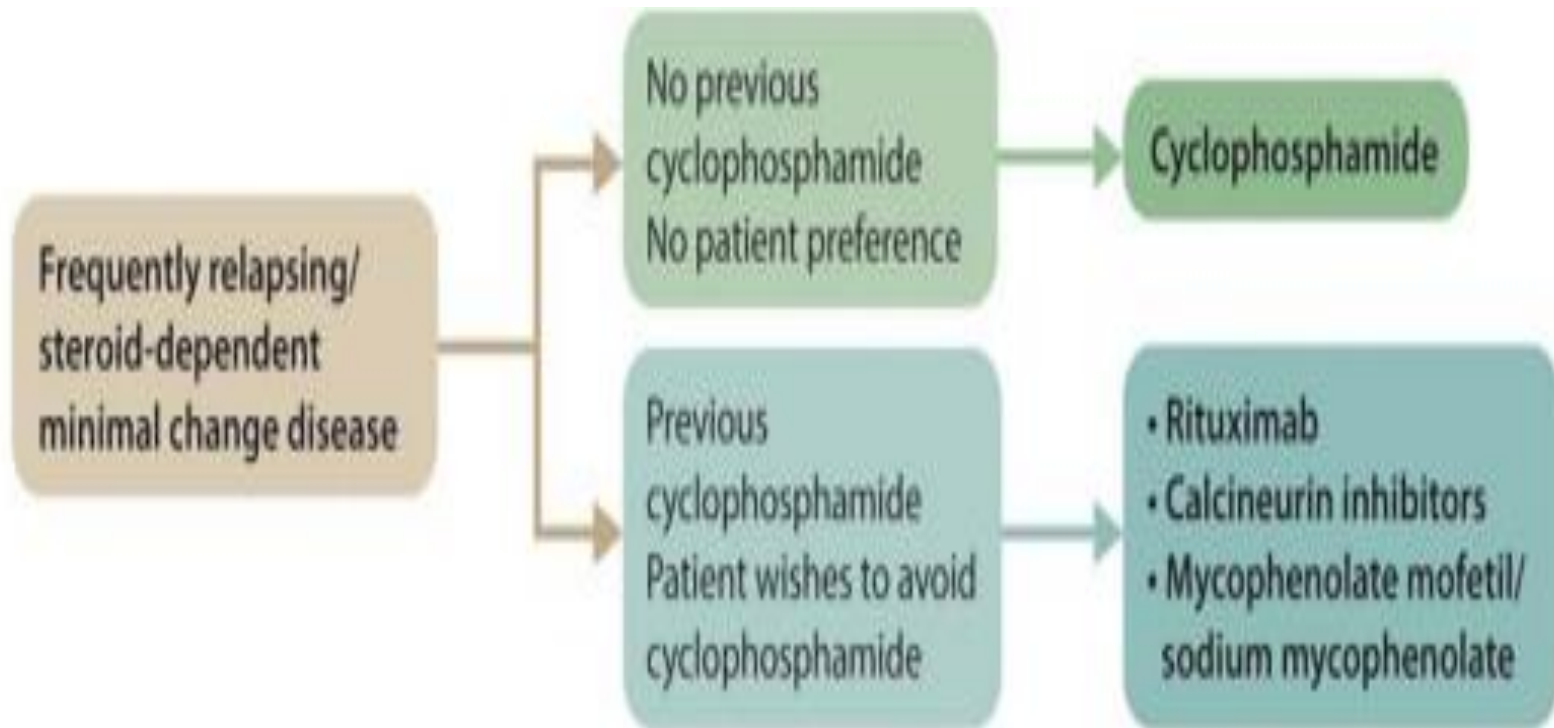 Frequently relapsing/
steroid-dependent
minimal change disease
No previous
cyclophosphamide
No patient preference
Cyclophosphamide
Previous
cyclophosphamide
Patient wishes to avoid
cyclophosphamide
• Rituximab
• Calcineurin inhibitors
• Mycophenolate mofetil/
sodium mycophenolate